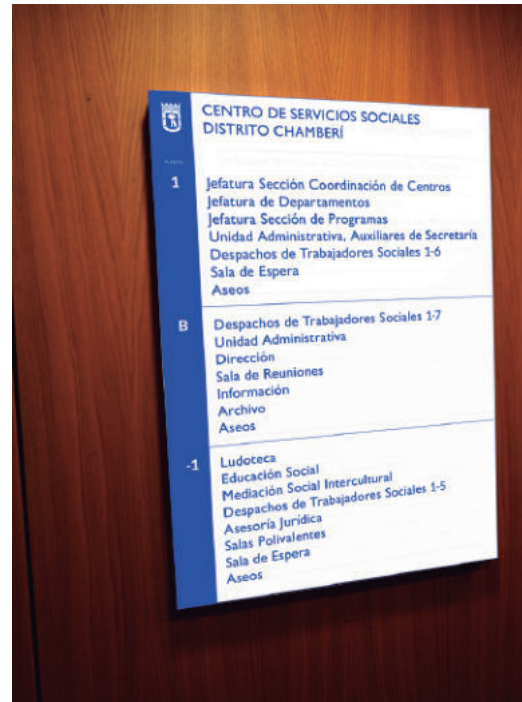 CENTRO DE SERVICIOS SOCIALES
DISTRITO CHAMBERÍ
1
Jefatura Sección Coordinación de Centros
Jefatura de Departamentos
Jefatura Sección de Programas
Unidad Administrativa, Auxiliares de Secretaría
Despachos de Trabajadores Sociales 1-6
Sala de Espera
Aseos
B
Despachos de Trabajadores Sociales 1-7
Unidad Administrativa
Dirección
Sala de Reuniones
Información
Archivo
Aseos
-1
Ludoteca
Educación Social
Mediación Social Intercultural
Despachos de Trabajadores Sociales 1-5
Asesoría Jurídica
Salas Polivalentes
Sala de Espera
Aseos